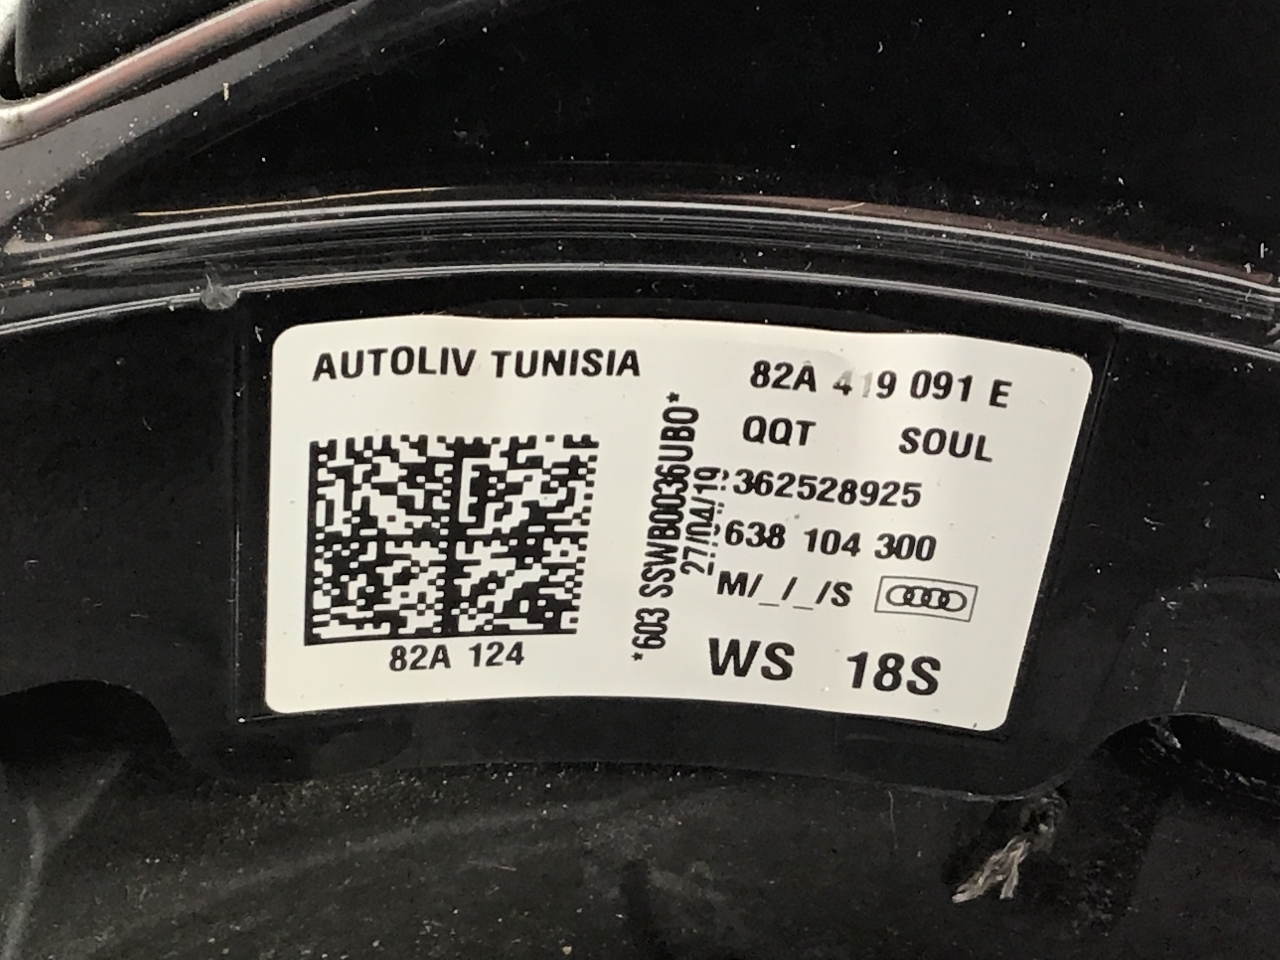 AUTOLIV TUNISIA
82A 124
*603 SSWB0036UB0*
27/04/19
82A 419 091 E
QQT SOUL
362528925
638 104 300
M/_/_/S
WS 18S